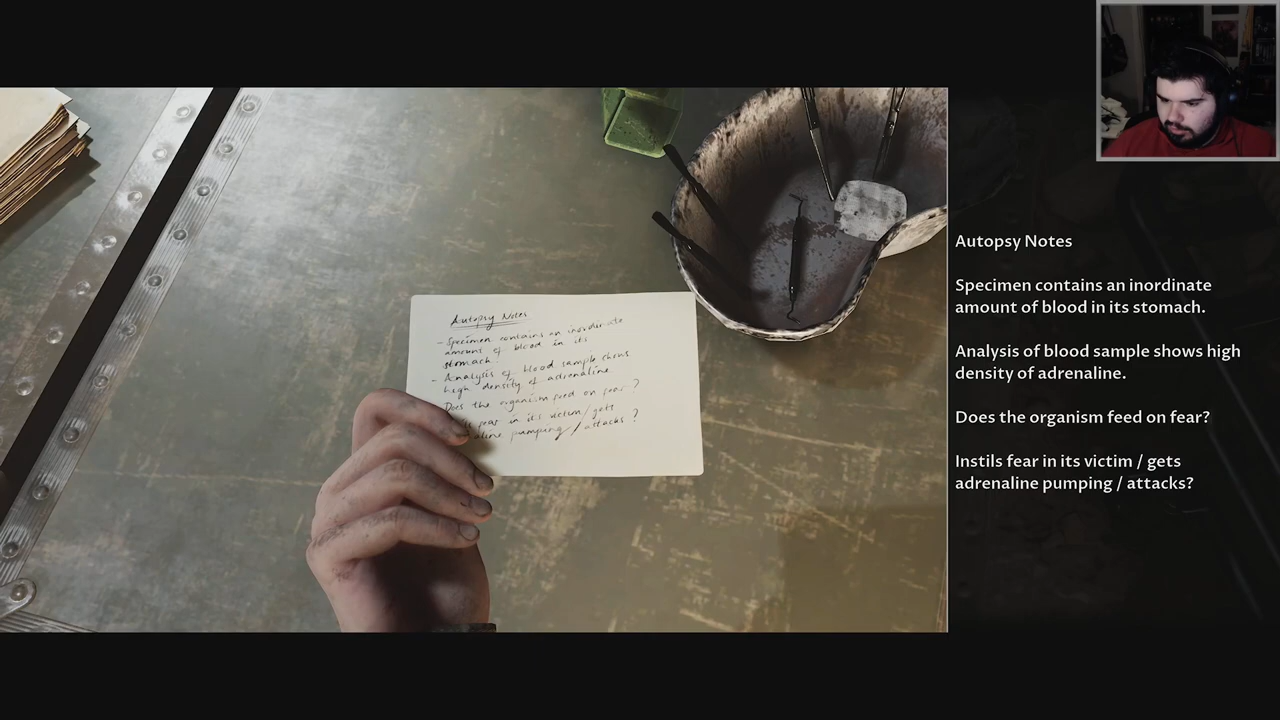 Autopsy Notes
- Specimen contains an inordinate
amount of blood in its
stomach.
- Analysis of blood sample shows
high density of adrenaline.
Does the organism feed on fear?
fear in its victim / gets
pumping / attacks?
Autopsy Notes
Specimen contains an inordinate
amount of blood in its stomach.
Analysis of blood sample shows high
density of adrenaline.
Does the organism feed on fear?
Instils fear in its victim / gets
adrenaline pumping / attacks?